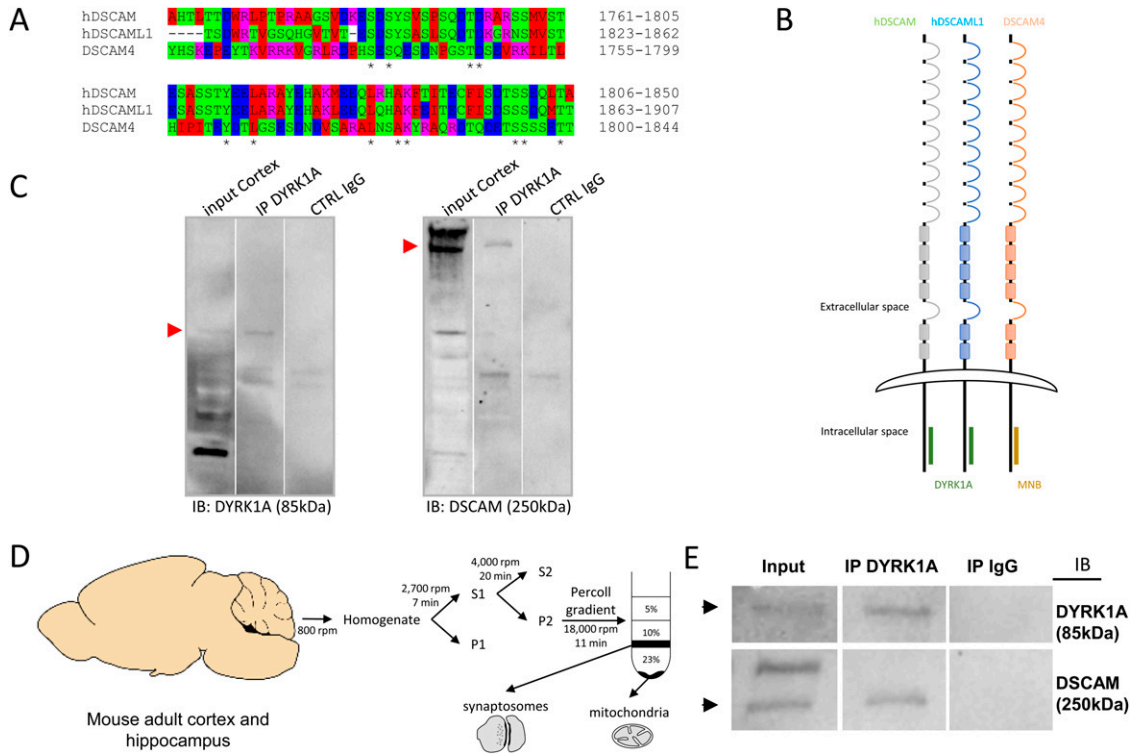 A
hDSCAM 1761-1805
hDSCAML1 1823-1862
DSCAM4 1755-1799
* * * *
hDSCAM 1806-1850
hDSCAML1 1863-1907
DSCAM4 1800-1844
* * * * * * * *
B
hDSCAM hDSCAML1 DSCAM4
Extracellular space
Intracellular space
DYRK1A MNB
C
input Cortex
IP DYRK1A
CTRL IgG
IB: DYRK1A (85kDa)
input Cortex
IP DYRK1A
CTRL IgG
IB: DSCAM (250kDa)
D
Mouse adult cortex and
hippocampus
800 rpm
Homogenate
2,700 rpm
7 min
S1
P1
4,000 rpm
20 min
S2
P2
Percoll
gradient
18,000 rpm
11 min
5%
10%
23%
synaptosomes
mitochondria
E
Input IP DYRK1A IP IgG IB
DYRK1A
(85kDa)
DSCAM
(250kDa)